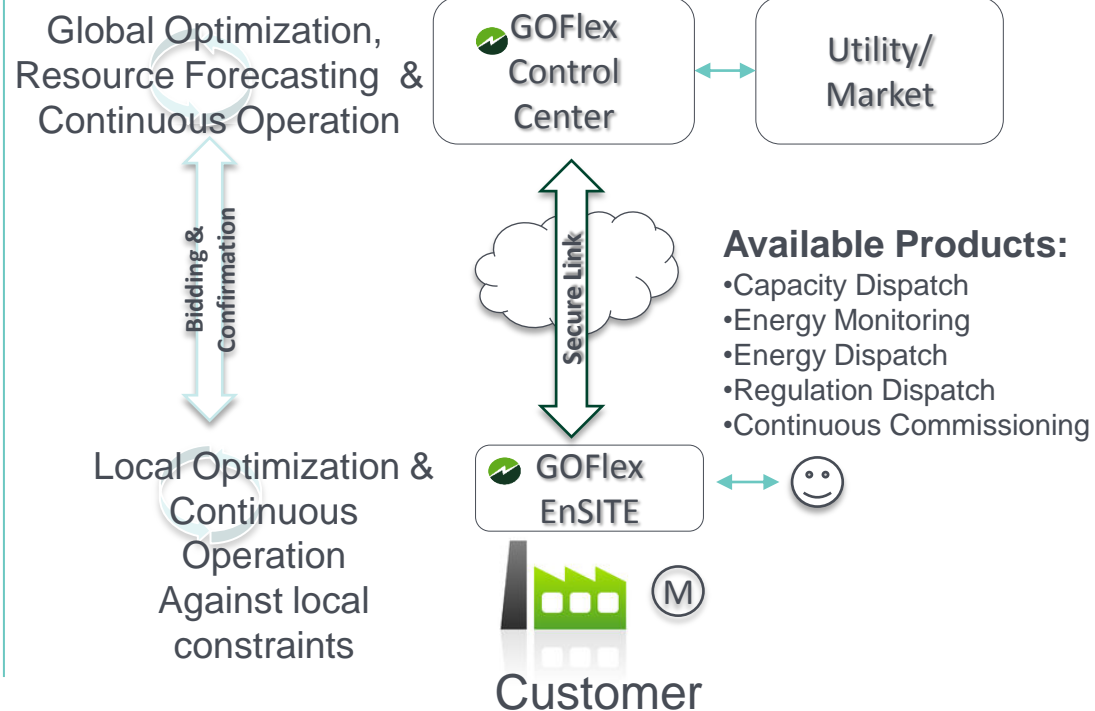 Global Optimization,
Resource Forecasting &
Continuous Operation
GOFlex
Control
Center
Utility/
Market
Bidding &
Confirmation
Secure Link
Available Products:
•Capacity Dispatch
•Energy Monitoring
•Energy Dispatch
•Regulation Dispatch
•Continuous Commissioning
Local Optimization &
Continuous
Operation
Against local
constraints
GOFlex
EnSITE
M
Customer